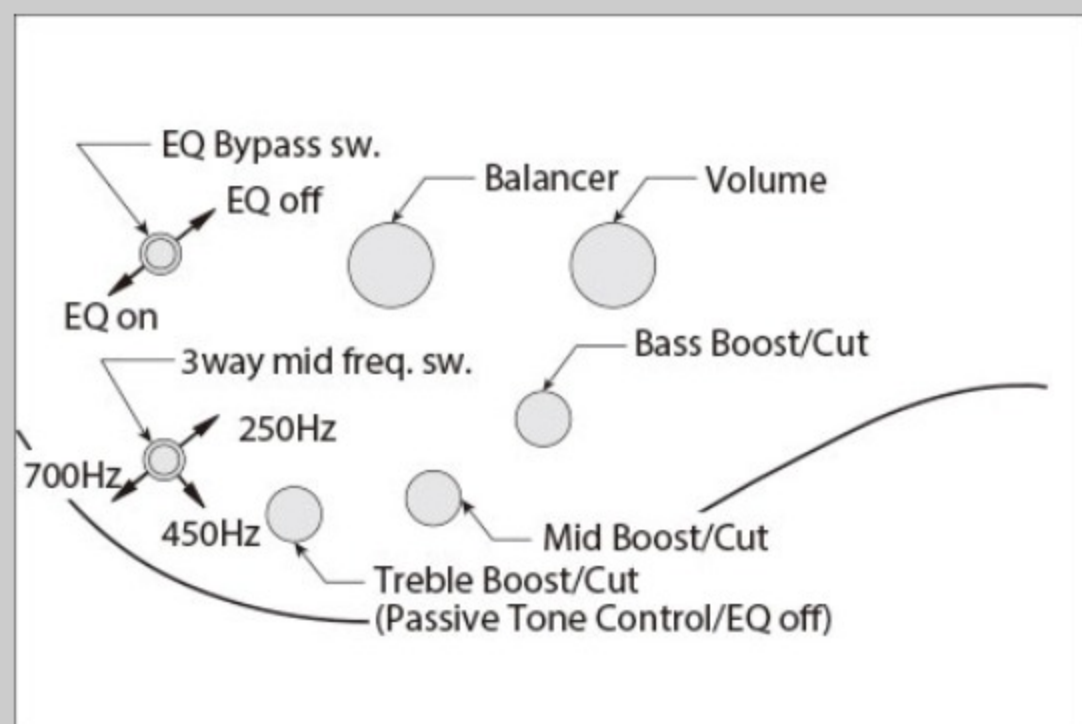 EQ Bypass sw.
EQ off
Balancer
Volume
EQ on
3way mid freq. sw.
Bass Boost/Cut
250Hz
700Hz
450Hz
Mid Boost/Cut
Treble Boost/Cut
(Passive Tone Control/EQ off)